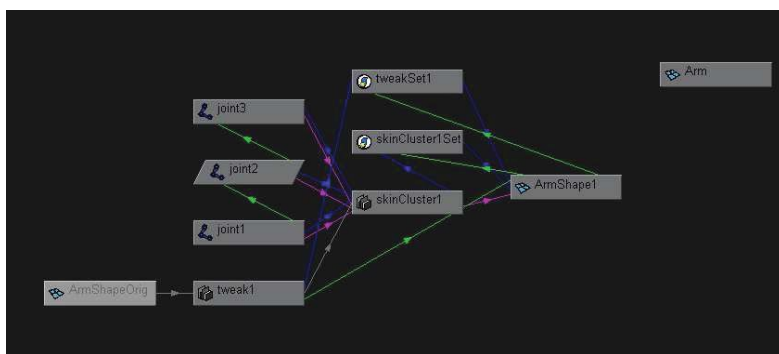 tweakSet1
Arm
joint3
skinCluster1Set
joint2
ArmShape1
skinCluster1
joint1
ArmShapeOrig
tweak1